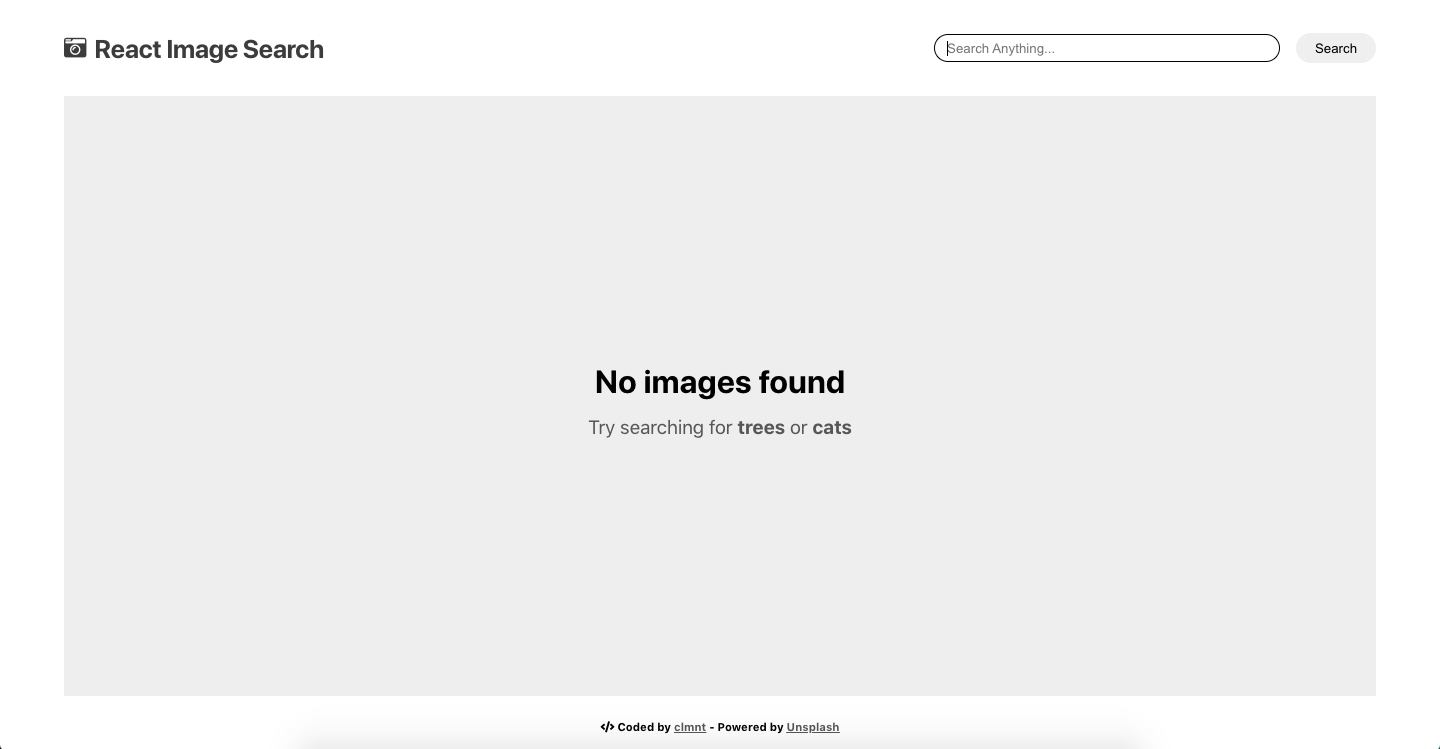 React Image Search
Search Anything...
Search
No images found
Try searching for trees or cats
Coded by clmnt - Powered by Unsplash